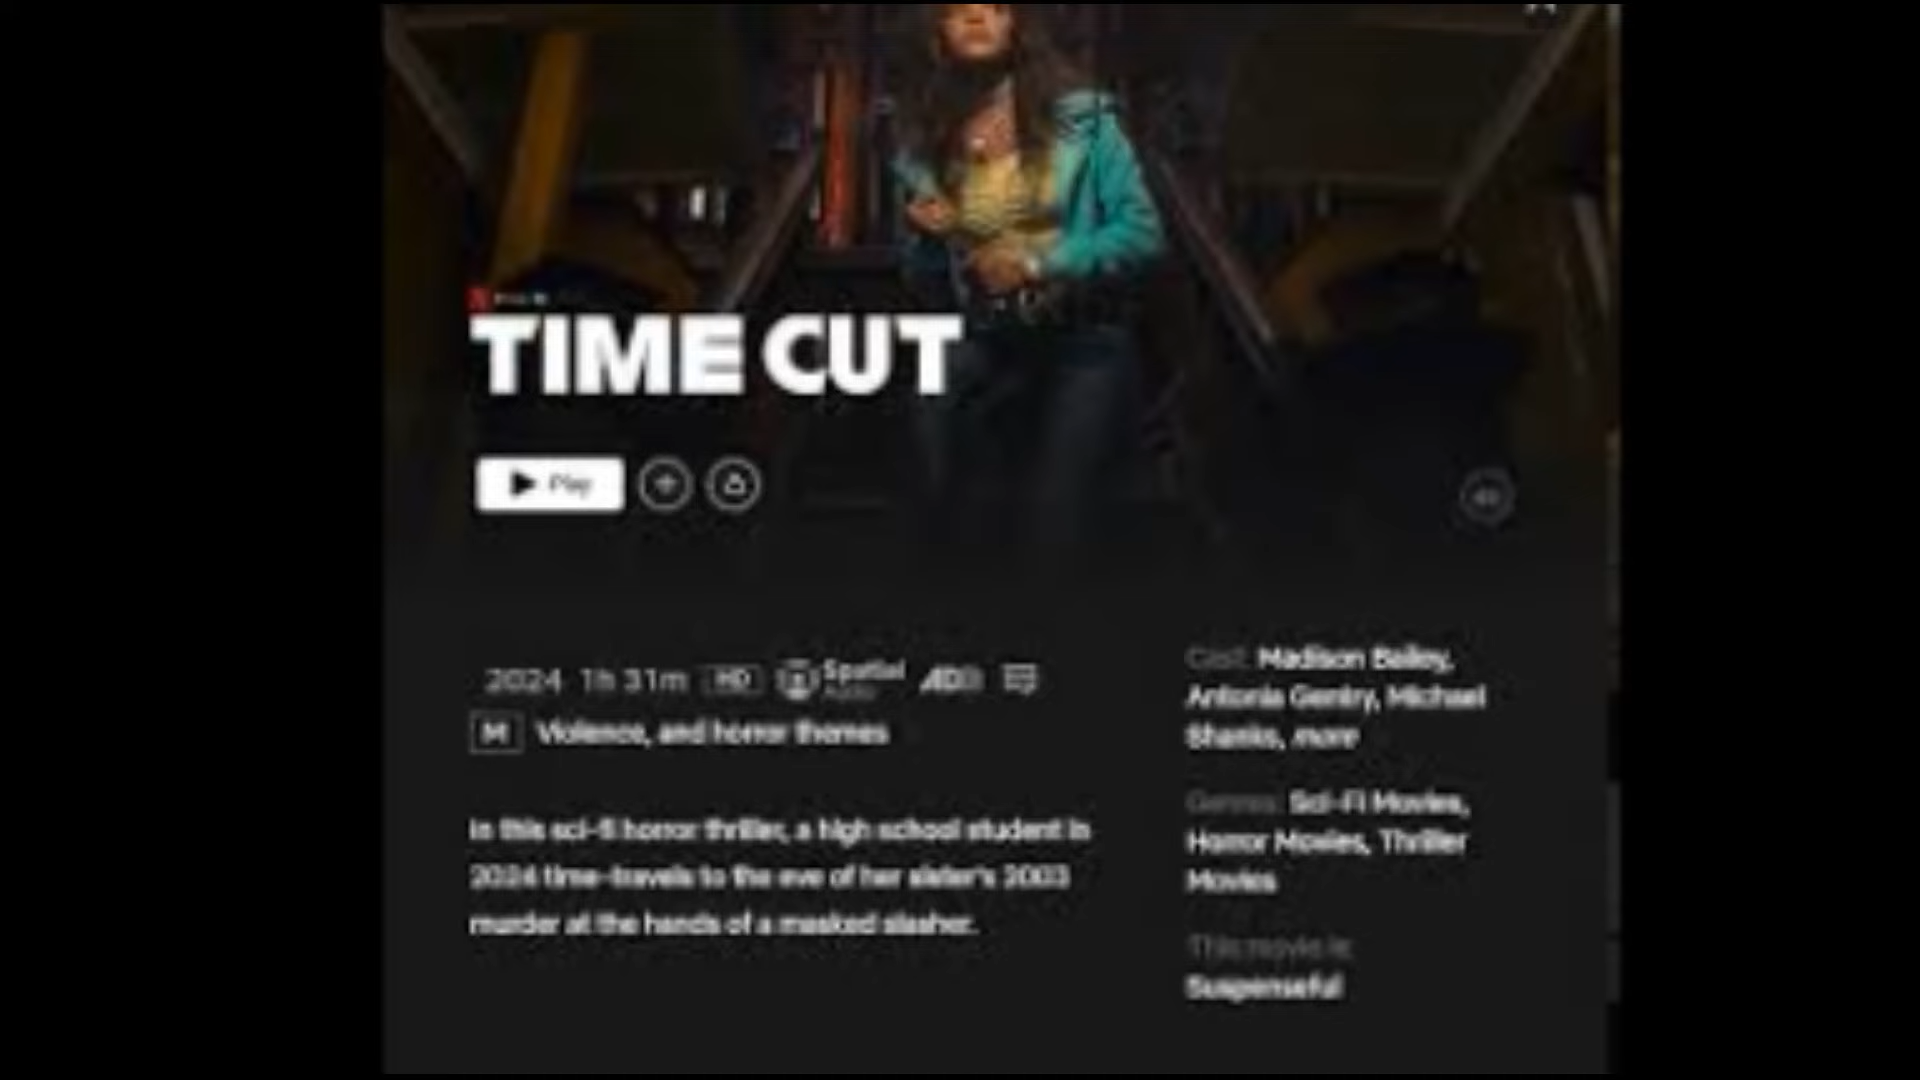 TIME CUT
Play
2024 1h 31m HD Spatial Audio AD
M Violence, and horror themes
In this sci-fi horror thriller, a high school student in
2024 time-travels to the eve of her sister's 2003
murder at the hands of a masked slasher.
Cast: Madison Bailey,
Antonia Gentry, Michael
Shanks, more
Genres: Sci-Fi Movies,
Horror Movies, Thriller
Movies
This movie is:
Suspenseful